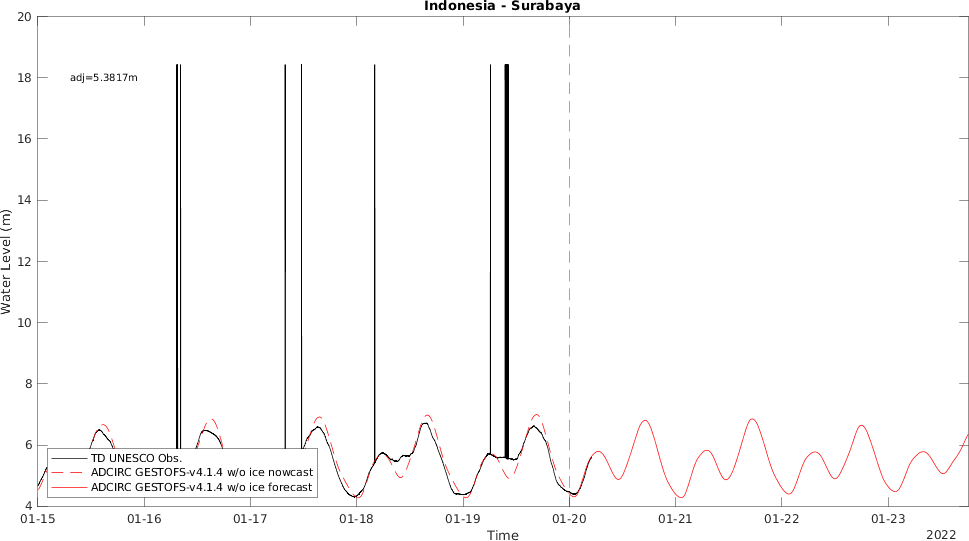 Indonesia - Surabaya
20
18
16
14
12
10
8
6
4
Water Level (m)
adj=5.3817m
TD UNESCO Obs.
ADCIRC GESTOFS-v4.1.4 w/o ice nowcast
ADCIRC GESTOFS-v4.1.4 w/o ice forecast
01-15 01-16 01-17 01-18 01-19 01-20 01-21 01-22 01-23
Time
2022